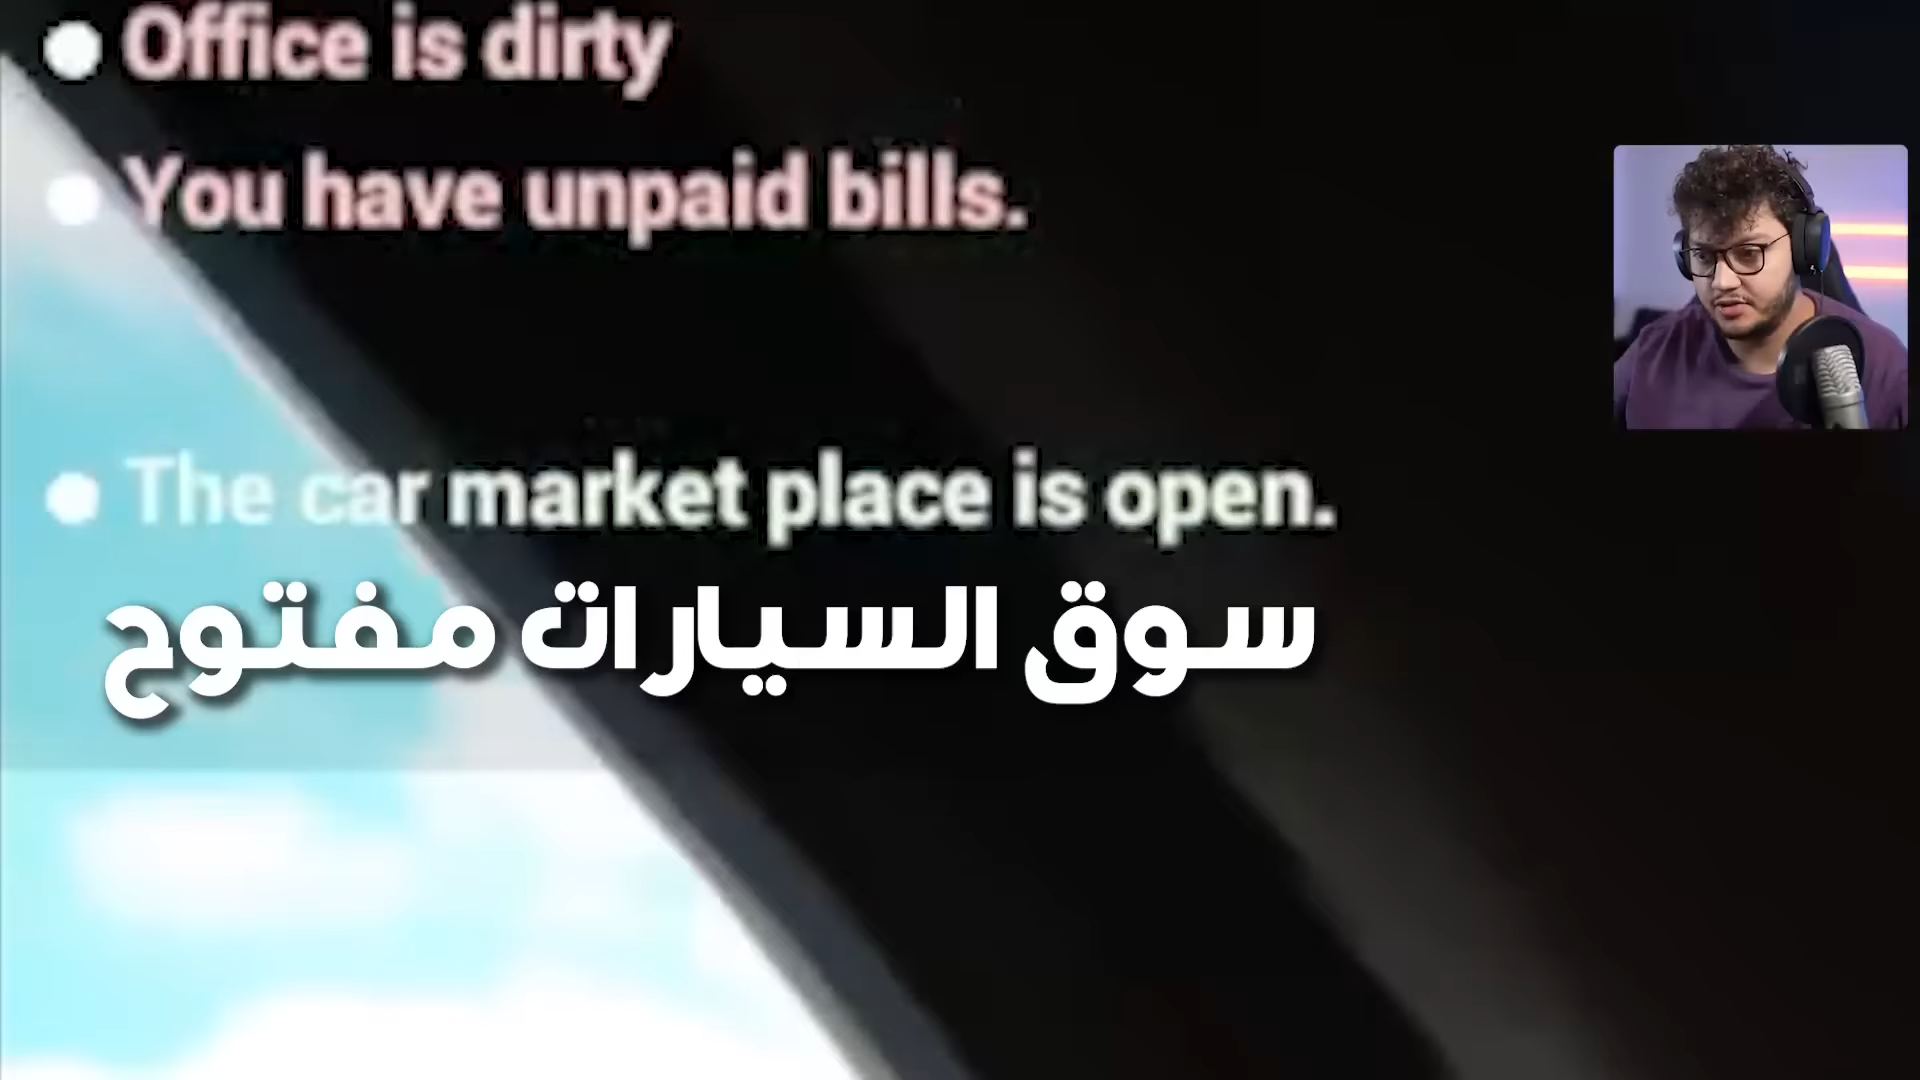 Office is dirty
You have unpaid bills.
The car market place is open.
سوق السيارات مفتوح